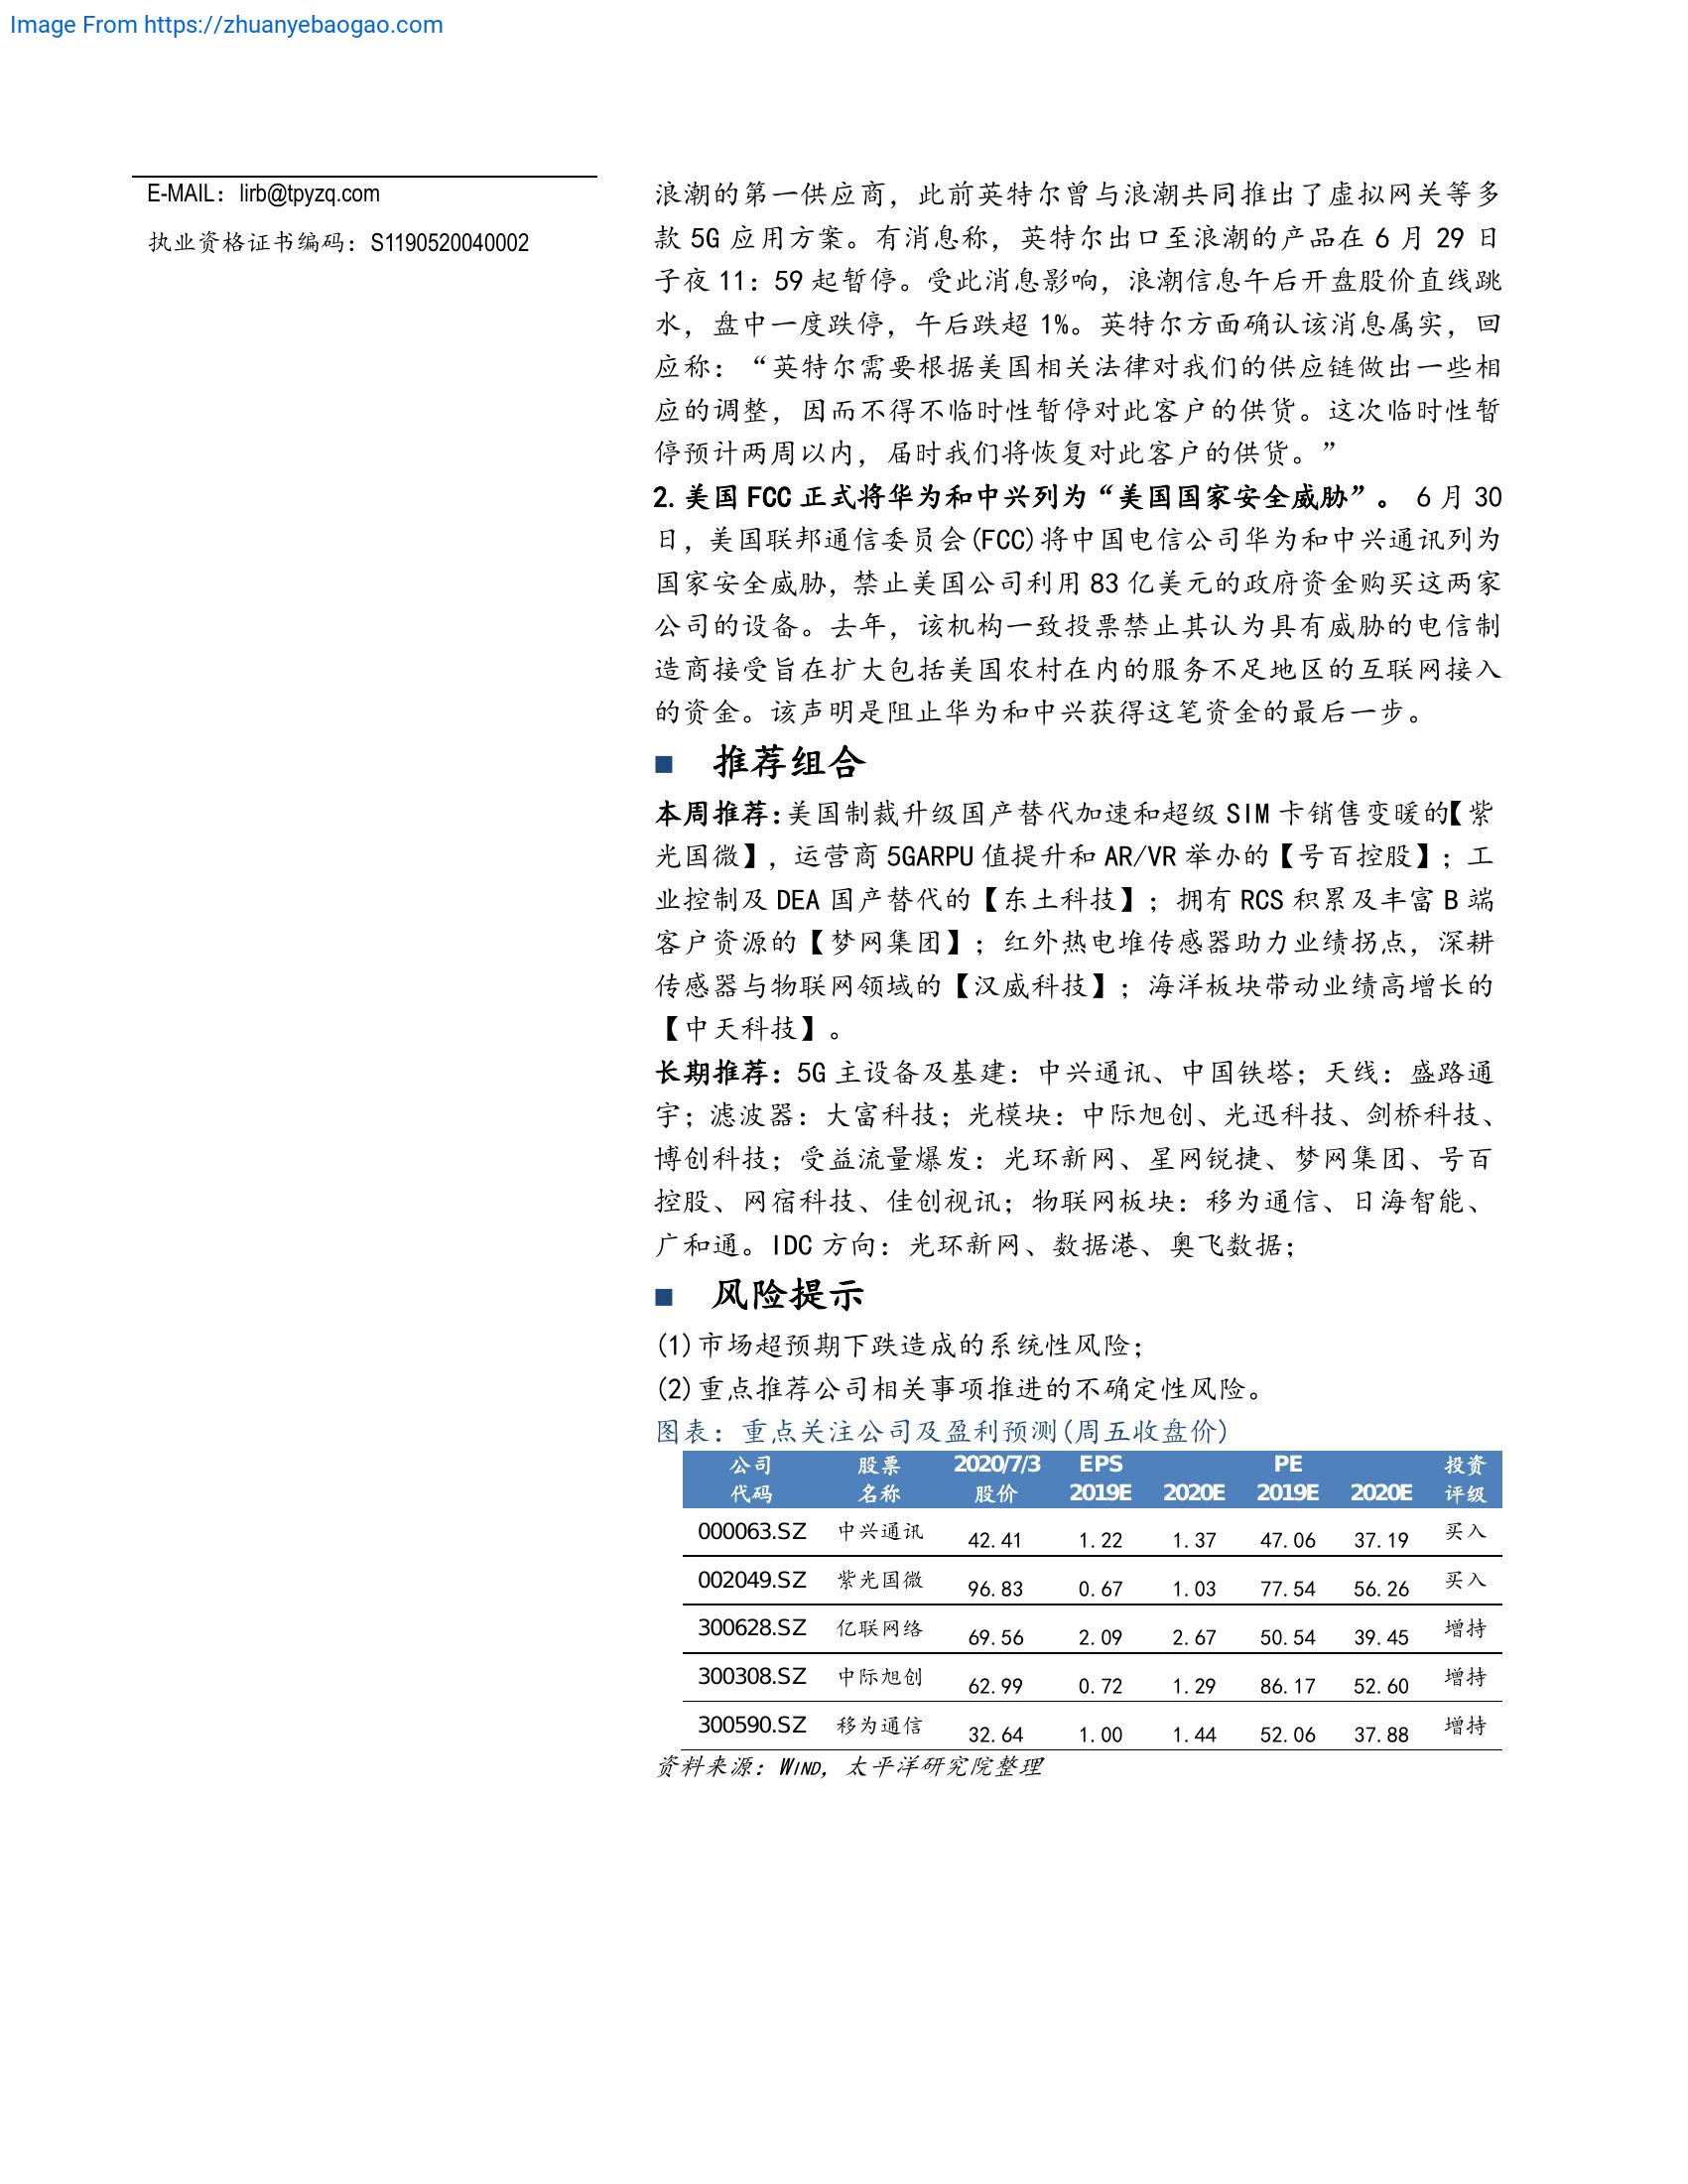 Image From https://zhuanyebaogao.com
E-MAIL：lirb@tpyzq.com
执业资格证书编码：S1190520040002
浪潮的第一供应商，此前英特尔曾与浪潮共同推出了虚拟网关等多
款 5G 应用方案。有消息称，英特尔出口至浪潮的产品在 6 月 29 日
子夜 11：59 起暂停。受此消息影响，浪潮信息午后开盘股价直线跳
水，盘中一度跌停，午后跌超 1%。英特尔方面确认该消息属实，回
应称：“英特尔需要根据美国相关法律对我们的供应链做出一些相
应的调整，因而不得不临时性暂停对此客户的供货。这次临时性暂
停预计两周以内，届时我们将恢复对此客户的供货。”
2.美国 FCC 正式将华为和中兴列为“美国国家安全威胁”。 6 月 30
日，美国联邦通信委员会(FCC)将中国电信公司华为和中兴通讯列为
国家安全威胁，禁止美国公司利用 83 亿美元的政府资金购买这两家
公司的设备。去年，该机构一致投票禁止其认为具有威胁的电信制
造商接受旨在扩大包括美国农村在内的服务不足地区的互联网接入
的资金。该声明是阻止华为和中兴获得这笔资金的最后一步。
■ 推荐组合
本周推荐：美国制裁升级国产替代加速和超级 SIM 卡销售变暖的【紫
光国微】，运营商 5GARPU 值提升和 AR/VR 举办的【号百控股】；工
业控制及 DEA 国产替代的【东土科技】；拥有 RCS 积累及丰富 B 端
客户资源的【梦网集团】；红外热电堆传感器助力业绩拐点，深耕
传感器与物联网领域的【汉威科技】；海洋板块带动业绩高增长的
【中天科技】。
长期推荐：5G 主设备及基建：中兴通讯、中国铁塔；天线：盛路通
宇；滤波器：大富科技；光模块：中际旭创、光迅科技、剑桥科技、
博创科技；受益流量爆发：光环新网、星网锐捷、梦网集团、号百
控股、网宿科技、佳创视讯；物联网板块：移为通信、日海智能、
广和通。IDC 方向：光环新网、数据港、奥飞数据；
■ 风险提示
(1)市场超预期下跌造成的系统性风险；
(2)重点推荐公司相关事项推进的不确定性风险。
图表：重点关注公司及盈利预测(周五收盘价)
公司 股票 2020/7/3 EPS PE 投资
代码 名称 股价 2019E 2020E 2019E 2020E 评级
000063.SZ 中兴通讯 42.41 1.22 1.37 47.06 37.19 买入
002049.SZ 紫光国微 96.83 0.67 1.03 77.54 56.26 买入
300628.SZ 亿联网络 69.56 2.09 2.67 50.54 39.45 增持
300308.SZ 中际旭创 62.99 0.72 1.29 86.17 52.60 增持
300590.SZ 移为通信 32.64 1.00 1.44 52.06 37.88 增持
资料来源：WIND，太平洋研究院整理